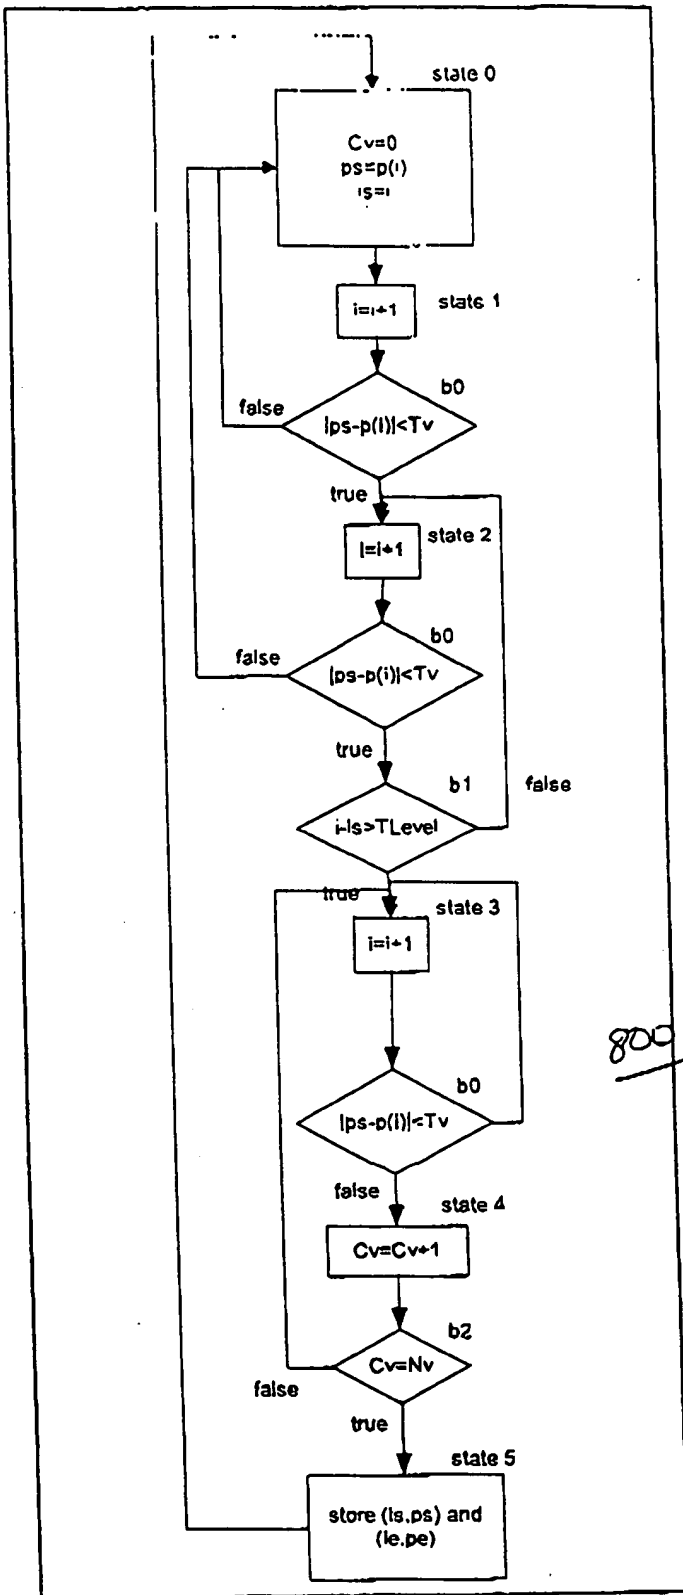 state 0
Cv=0
ps=p(i)
is=i
state 1
i=i+1
b0
false
|ps-p(i)|<Tv
true
state 2
i=i+1
b0
false
|ps-p(i)|<Tv
true
b1
false
i-is>TLevel
true
state 3
i=i+1
800
b0
|ps-p(i)|<Tv
false
state 4
Cv=Cv+1
b2
Cv=Nv
false
true
state 5
store (is,ps) and
(ie,pe)